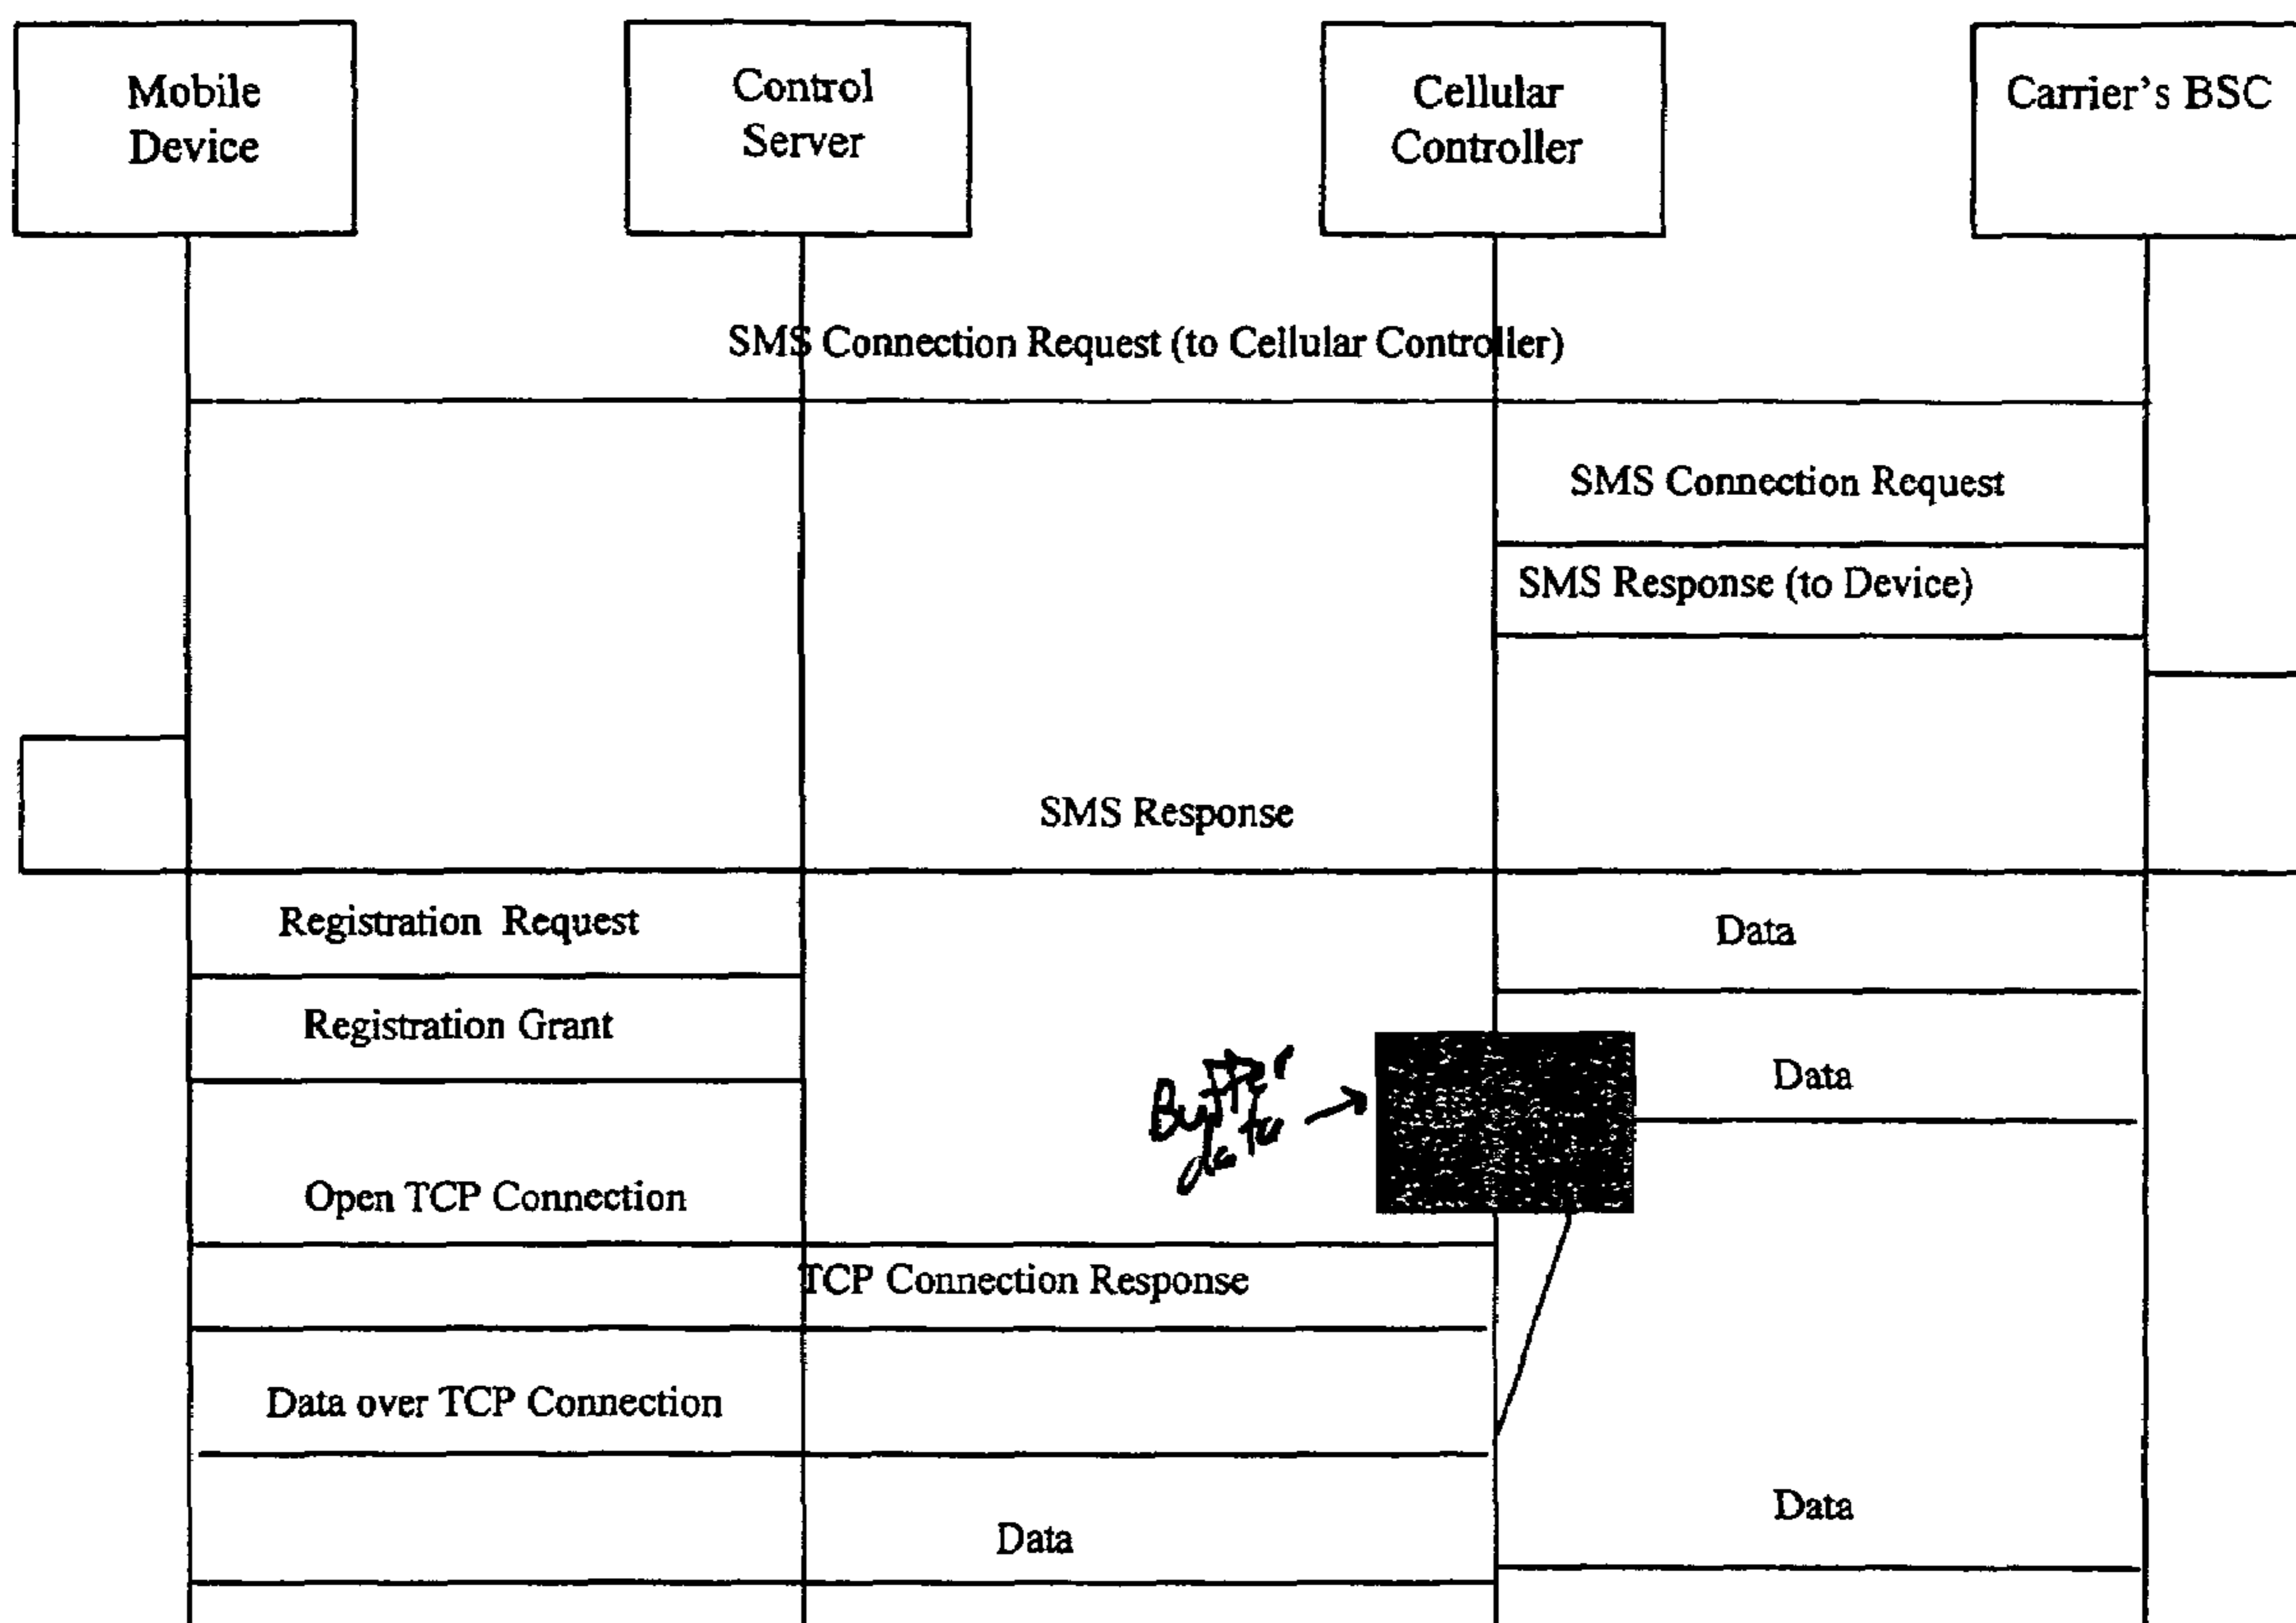 Mobile
Device
Control
Server
Cellular
Controller
Carrier's BSC
SMS Connection Request (to Cellular Controller)
SMS Connection Request
SMS Response (to Device)
SMS Response
Registration Request
Data
Registration Grant
Buffer
data
Data
Open TCP Connection
TCP Connection Response
Data over TCP Connection
Data
Data